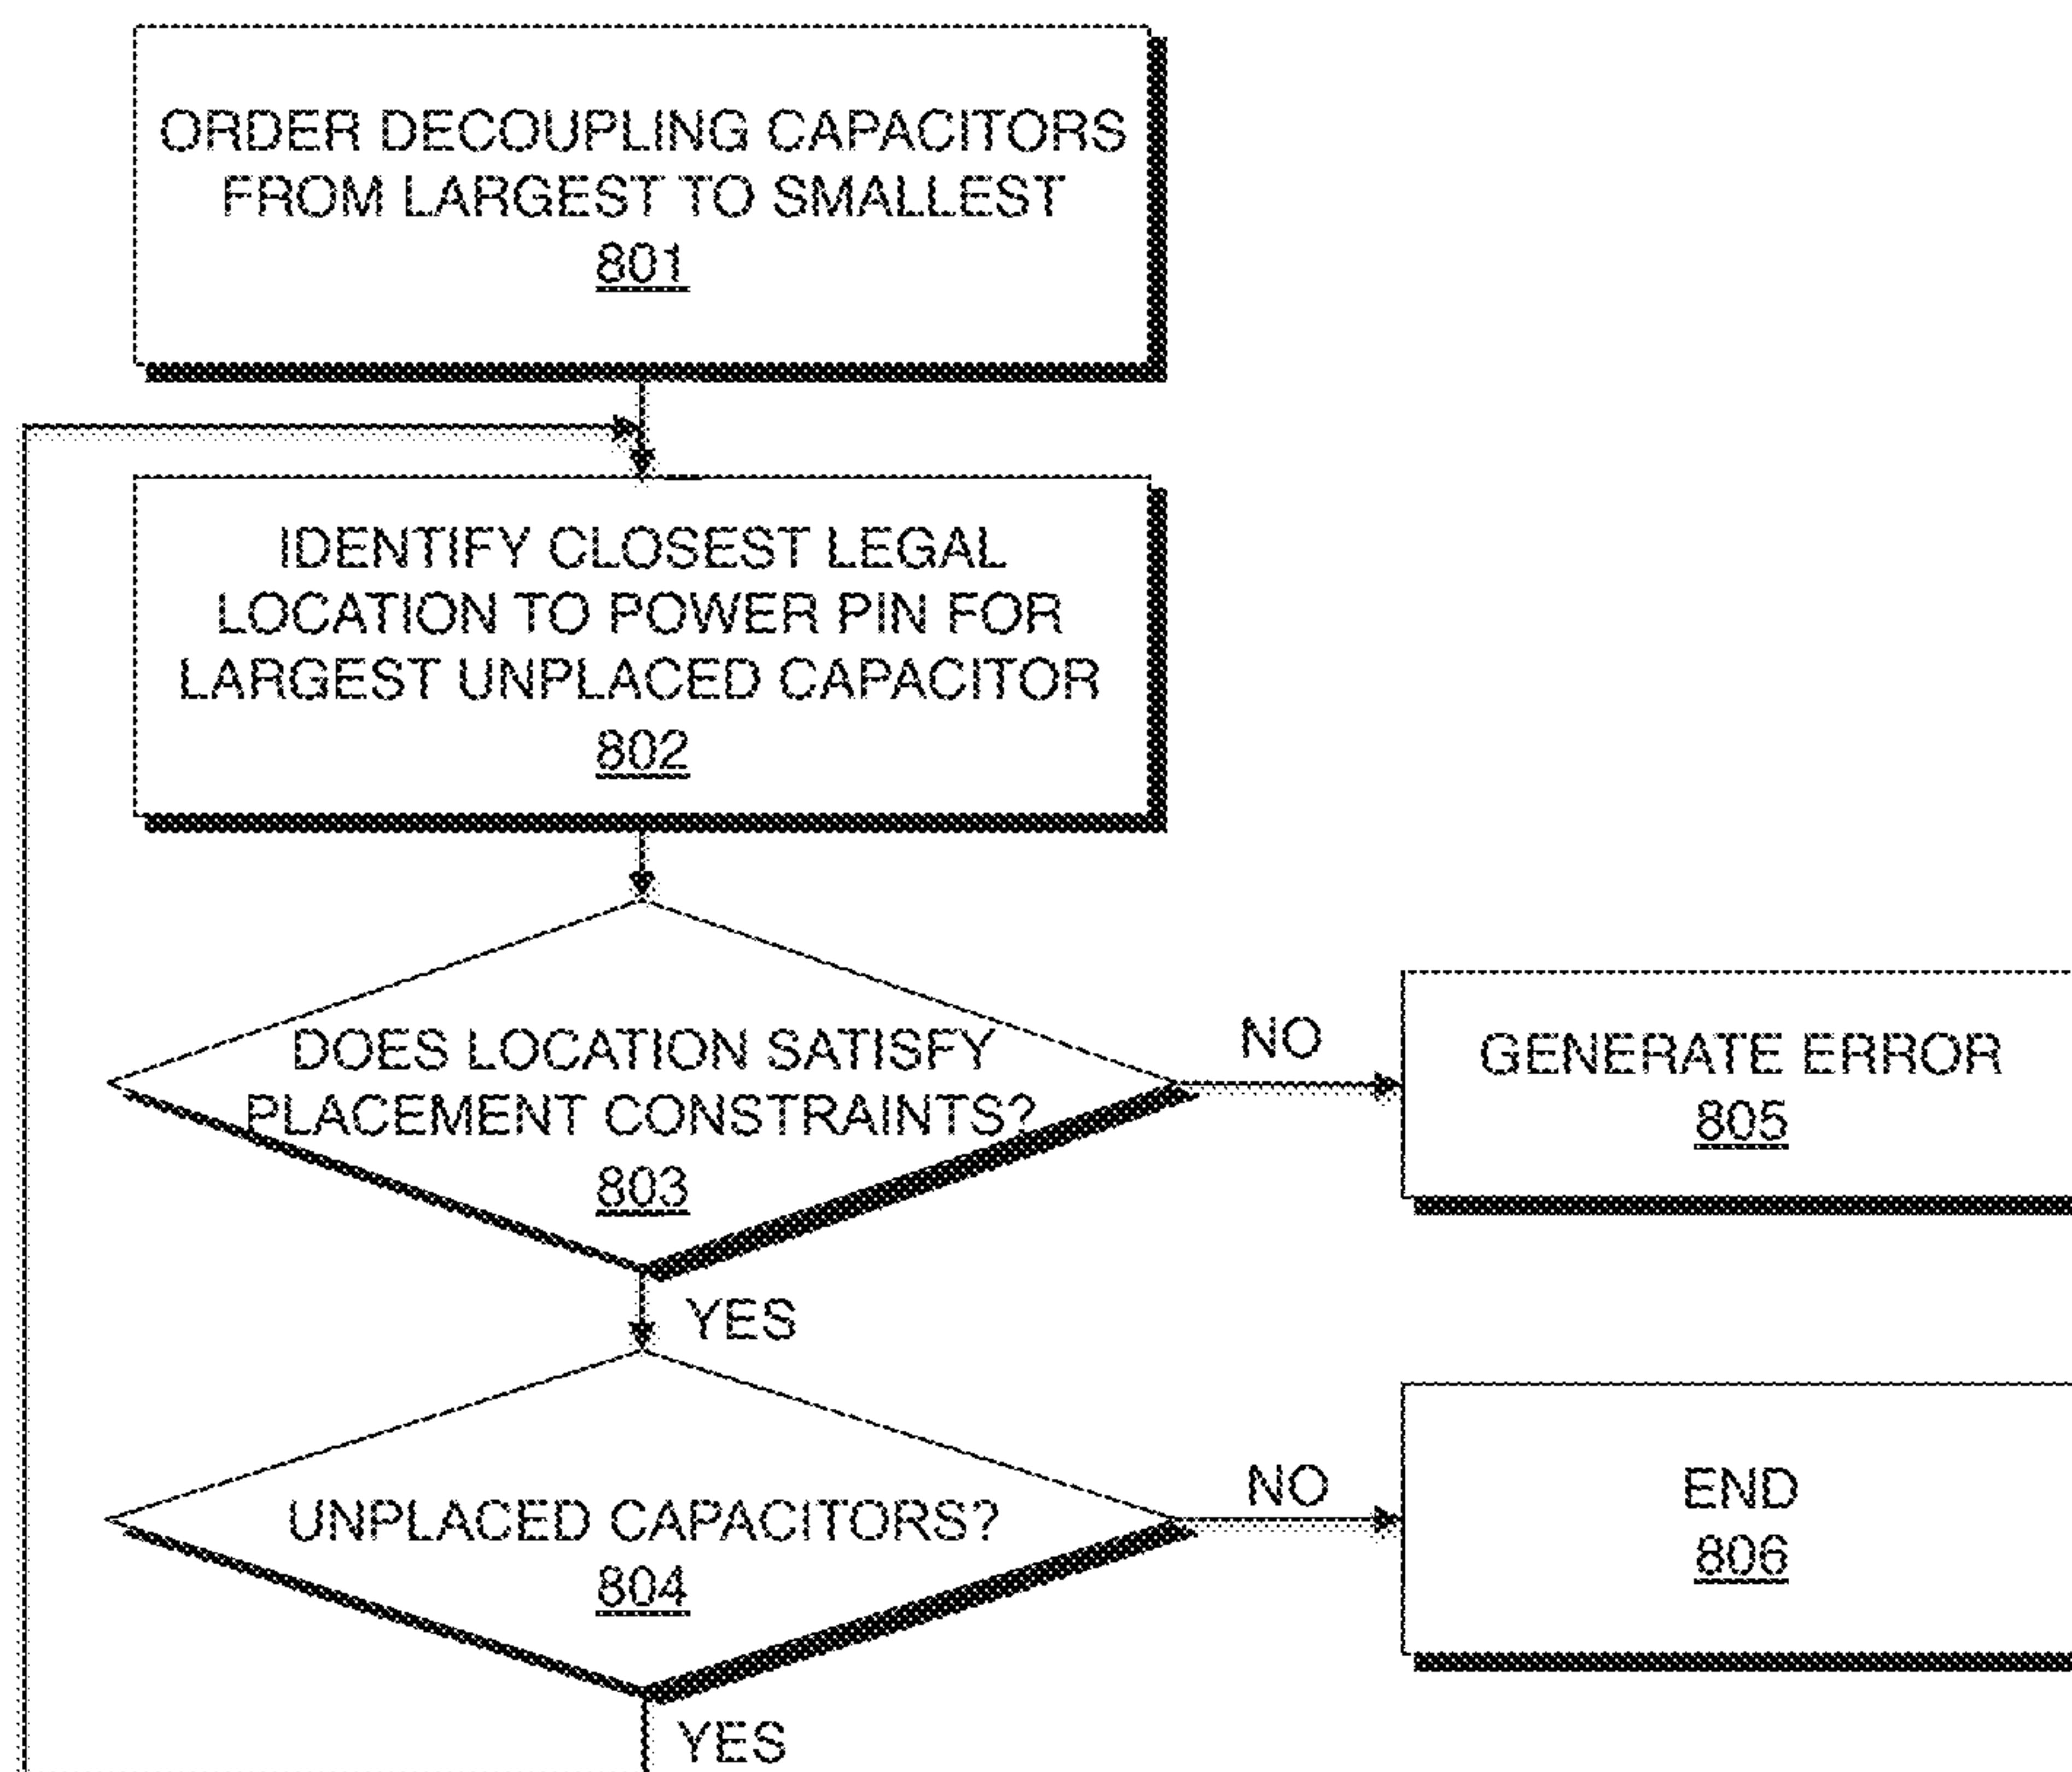 ORDER DECOUPLING CAPACITORS
FROM LARGEST TO SMALLEST
801
IDENTIFY CLOSEST LEGAL
LOCATION TO POWER PIN FOR
LARGEST UNPLACED CAPACITOR
802
DOES LOCATION SATISFY
PLACEMENT CONSTRAINTS?
803
NO
GENERATE ERROR
805
YES
UNPLACED CAPACITORS?
804
NO
END
806
YES